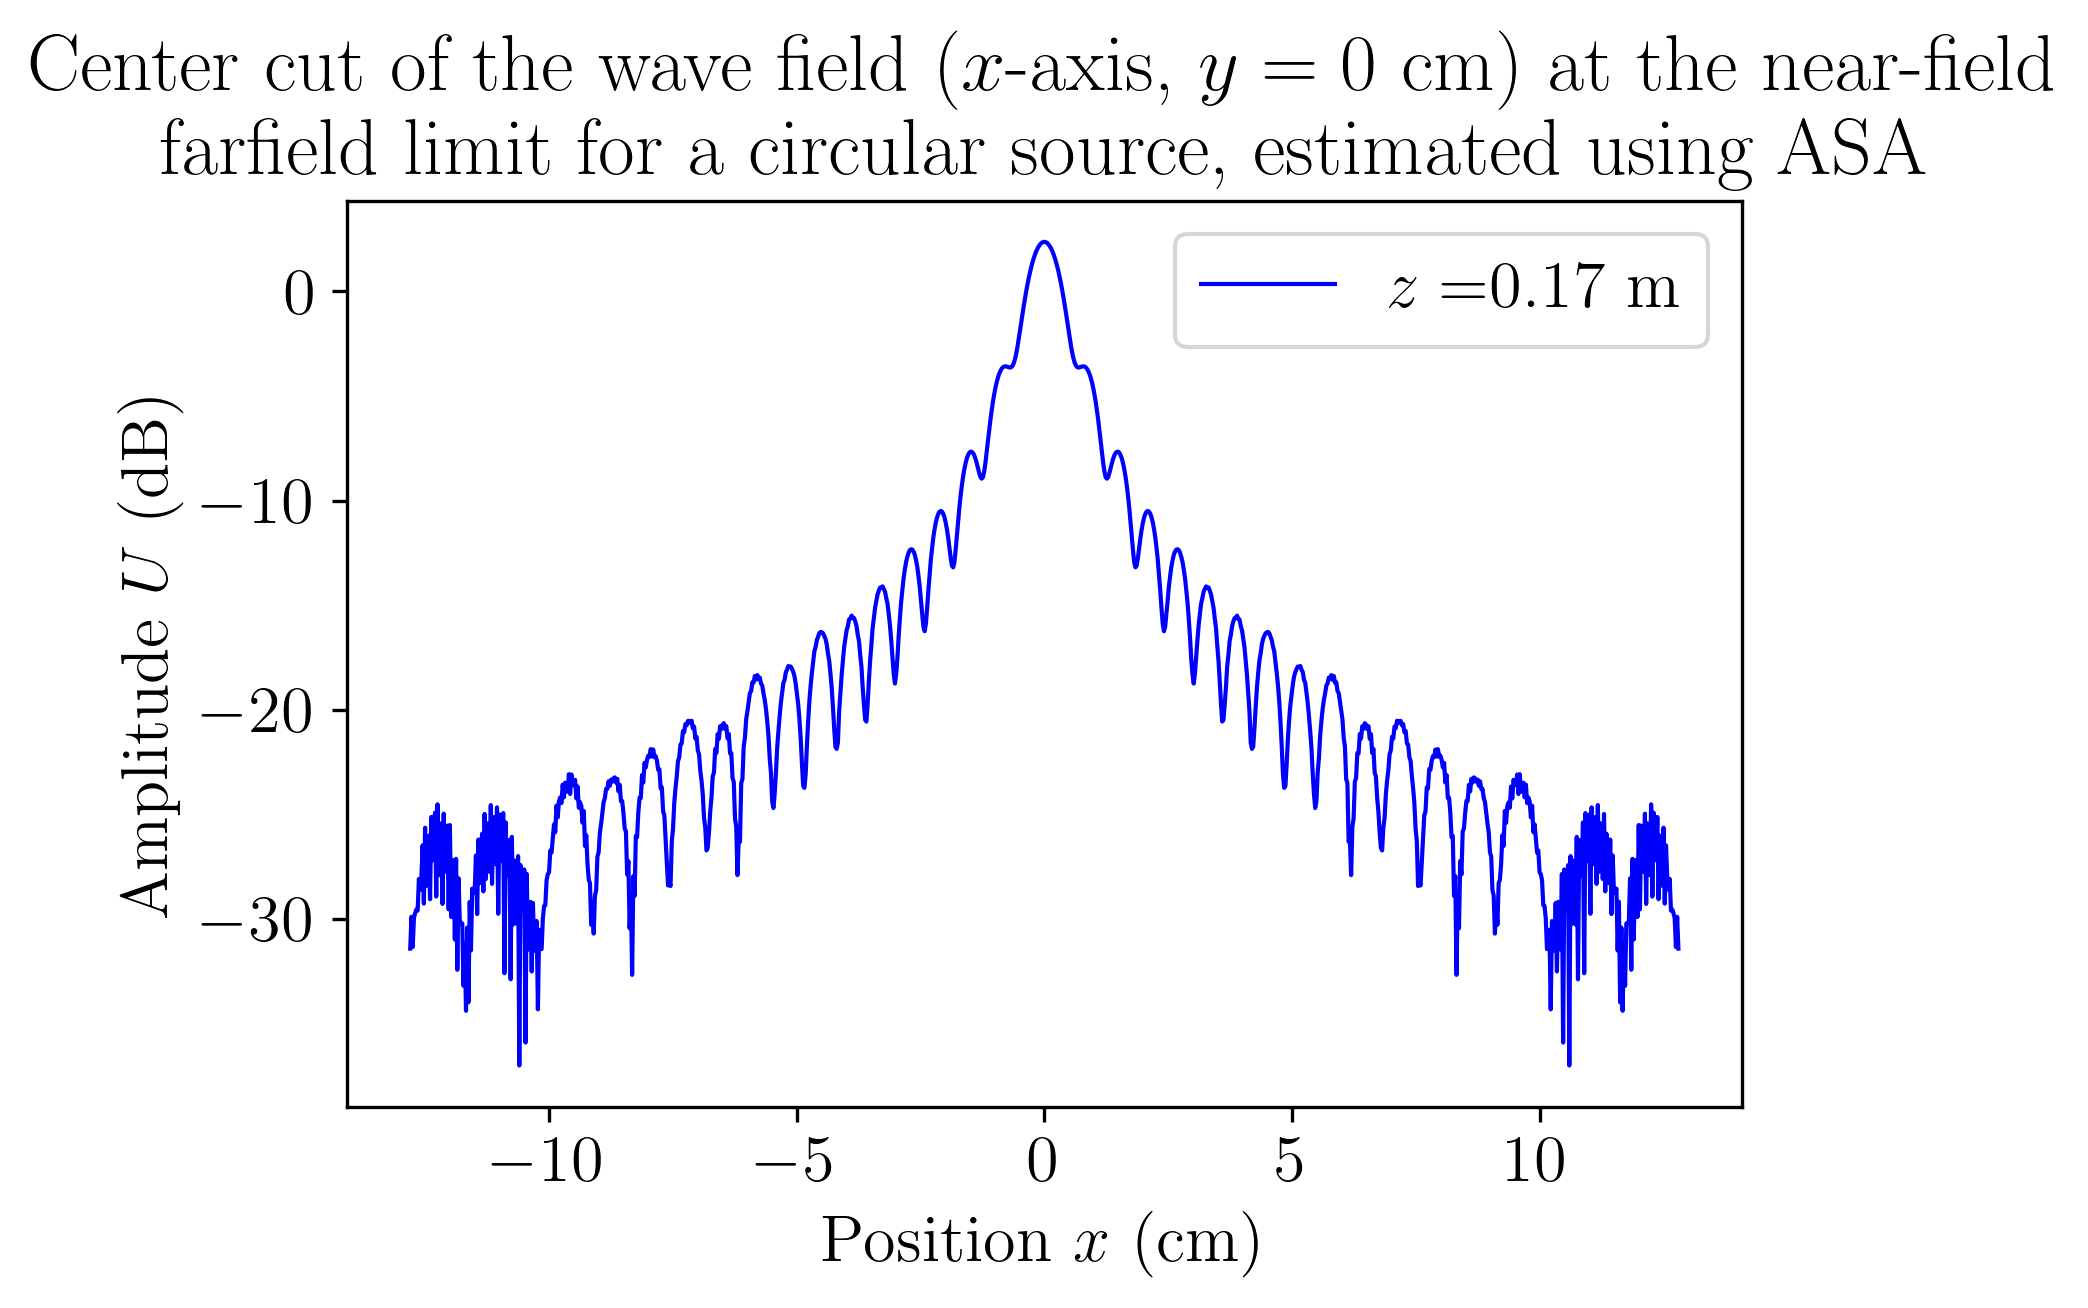 Center cut of the wave field (x-axis, y = 0 cm) at the near-field
farfield limit for a circular source, estimated using ASA
z =0.17 m
Amplitude U (dB)
0
−10
−20
−30
−10
−5
0
5
10
Position x (cm)